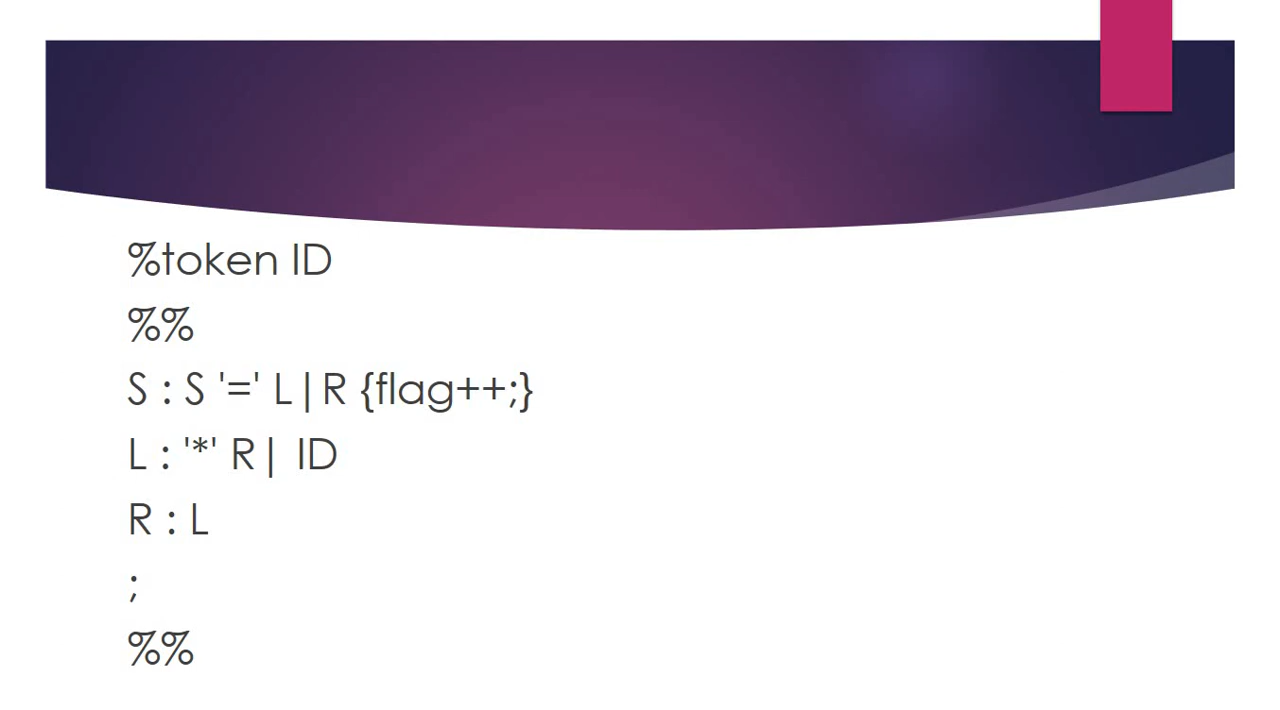 %token ID
%%
S : S '=' L|R {flag++;}
L : '*' R| ID
R : L
;
%%